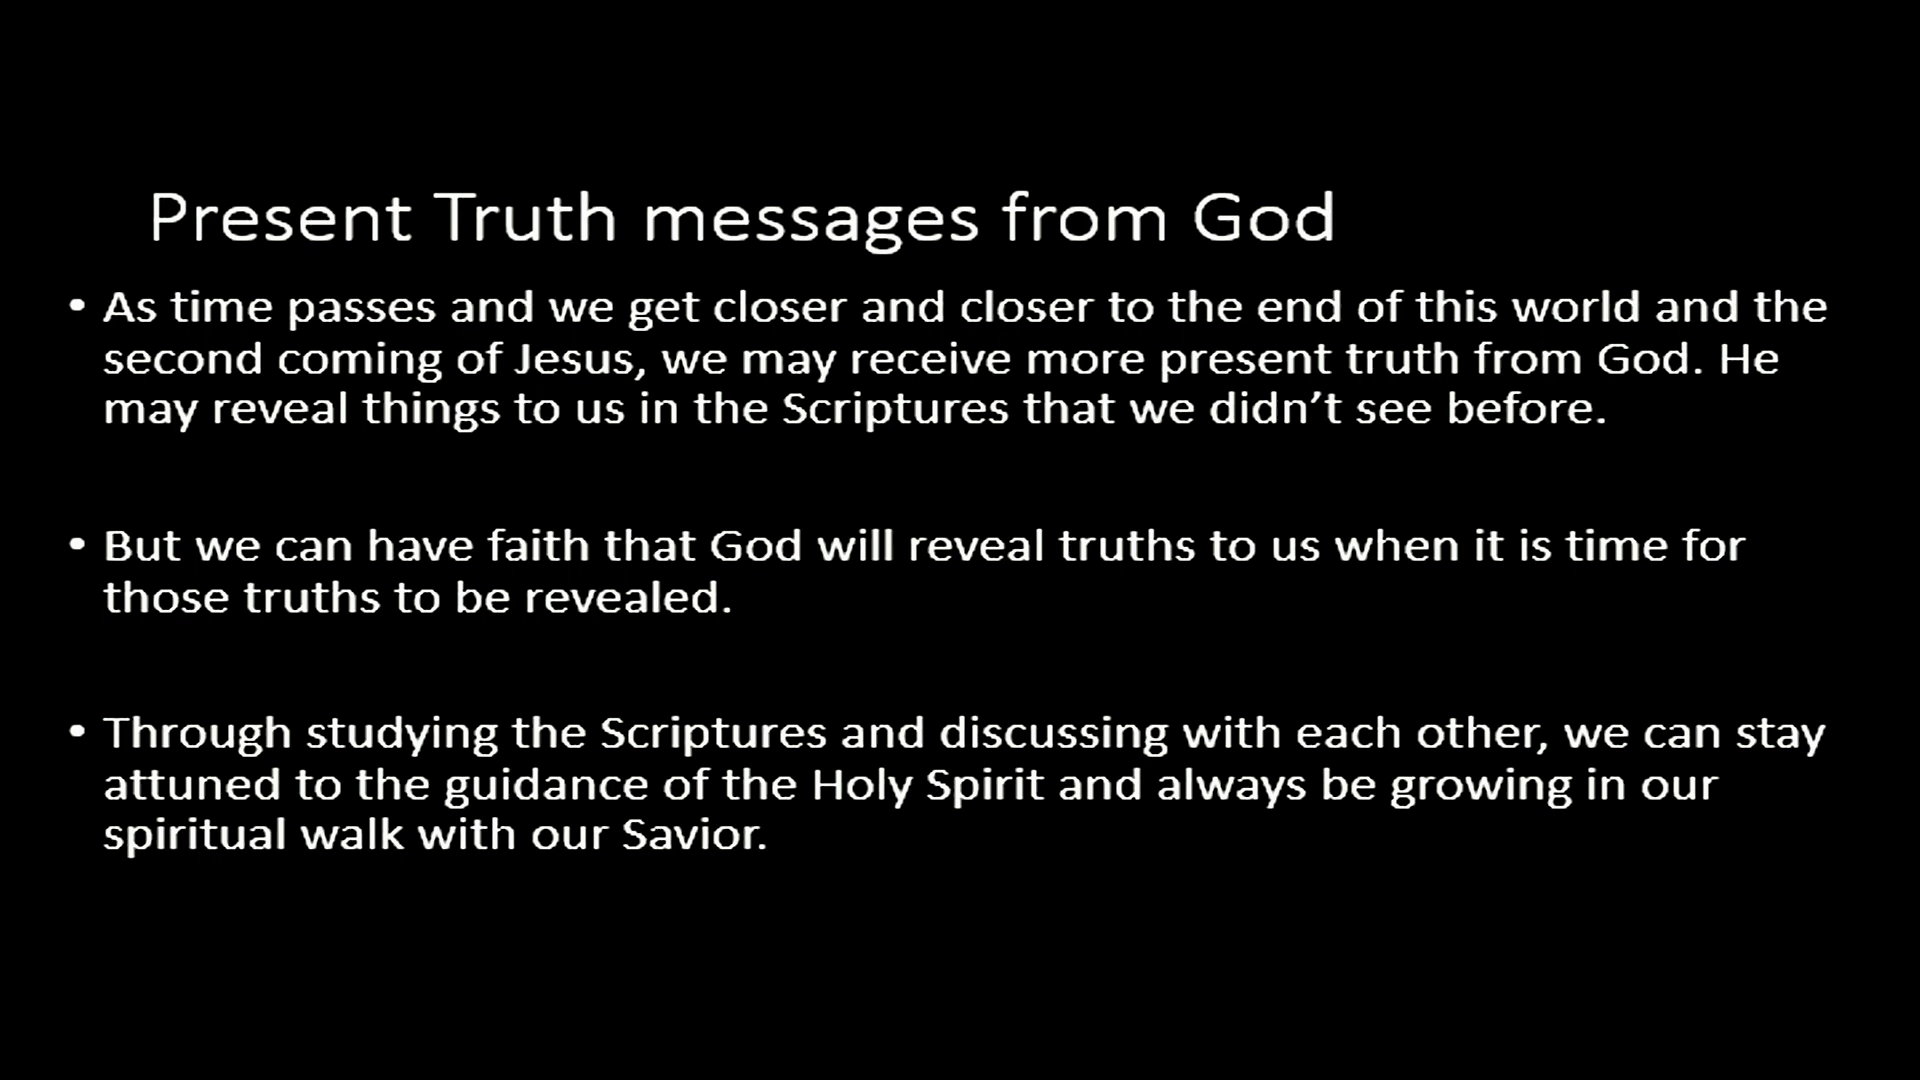 Present Truth messages from God
• As time passes and we get closer and closer to the end of this world and the
second coming of Jesus, we may receive more present truth from God. He
may reveal things to us in the Scriptures that we didn’t see before.
• But we can have faith that God will reveal truths to us when it is time for
those truths to be revealed.
• Through studying the Scriptures and discussing with each other, we can stay
attuned to the guidance of the Holy Spirit and always be growing in our
spiritual walk with our Savior.